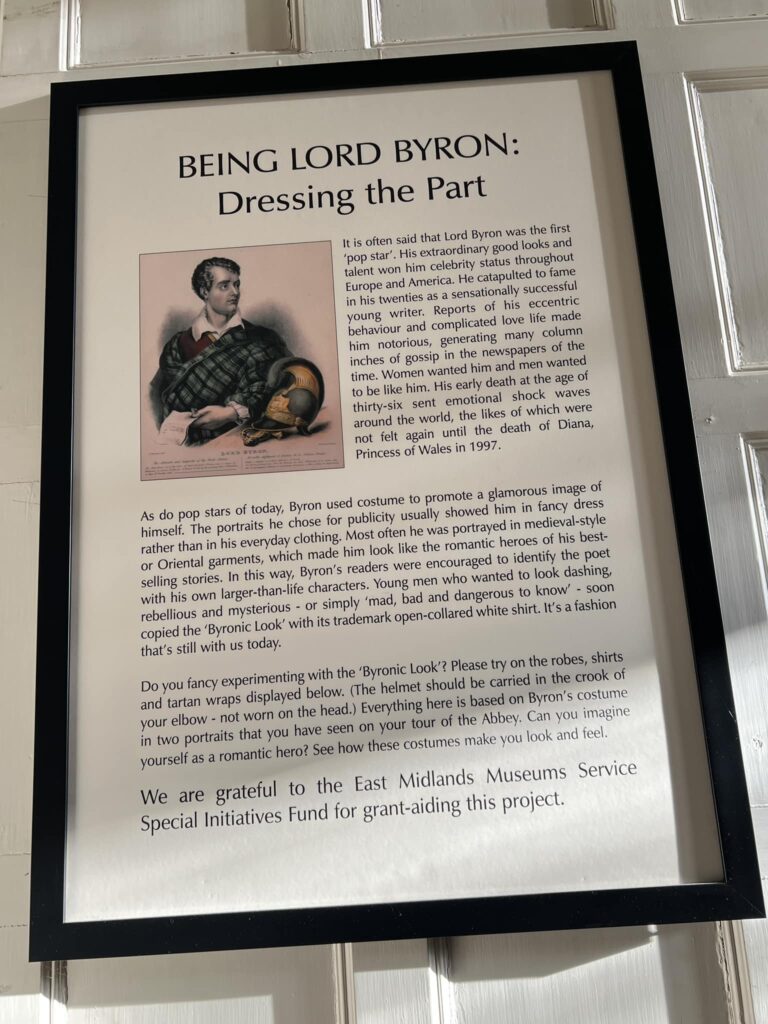 BEING LORD BYRON:
Dressing the Part
It is often said that Lord Byron was the first
‘pop star’. His extraordinary good looks and
talent won him celebrity status throughout
Europe and America. He catapulted to fame
in his twenties as a sensationally successful
young writer. Reports of his eccentric
behaviour and complicated love life made
him notorious, generating many column
inches of gossip in the newspapers of the
time. Women wanted him and men wanted
to be like him. His early death at the age of
thirty-six sent emotional shock waves
around the world, the likes of which were
not felt again until the death of Diana,
Princess of Wales in 1997.
LORD BYRON
As do pop stars of today, Byron used costume to promote a glamorous image of
himself. The portraits he chose for publicity usually showed him in fancy dress
rather than in his everyday clothing. Most often he was portrayed in medieval-style
or Oriental garments, which made him look like the romantic heroes of his best-
selling stories. In this way, Byron’s readers were encouraged to identify the poet
with his own larger-than-life characters. Young men who wanted to look dashing,
rebellious and mysterious - or simply ‘mad, bad and dangerous to know’ - soon
copied the ‘Byronic Look’ with its trademark open-collared white shirt. It’s a fashion
that’s still with us today.
Do you fancy experimenting with the ‘Byronic Look’? Please try on the robes, shirts
and tartan wraps displayed below. (The helmet should be carried in the crook of
your elbow - not worn on the head.) Everything here is based on Byron’s costume
in two portraits that you have seen on your tour of the Abbey. Can you imagine
yourself as a romantic hero? See how these costumes make you look and feel.
We are grateful to the East Midlands Museums Service
Special Initiatives Fund for grant-aiding this project.